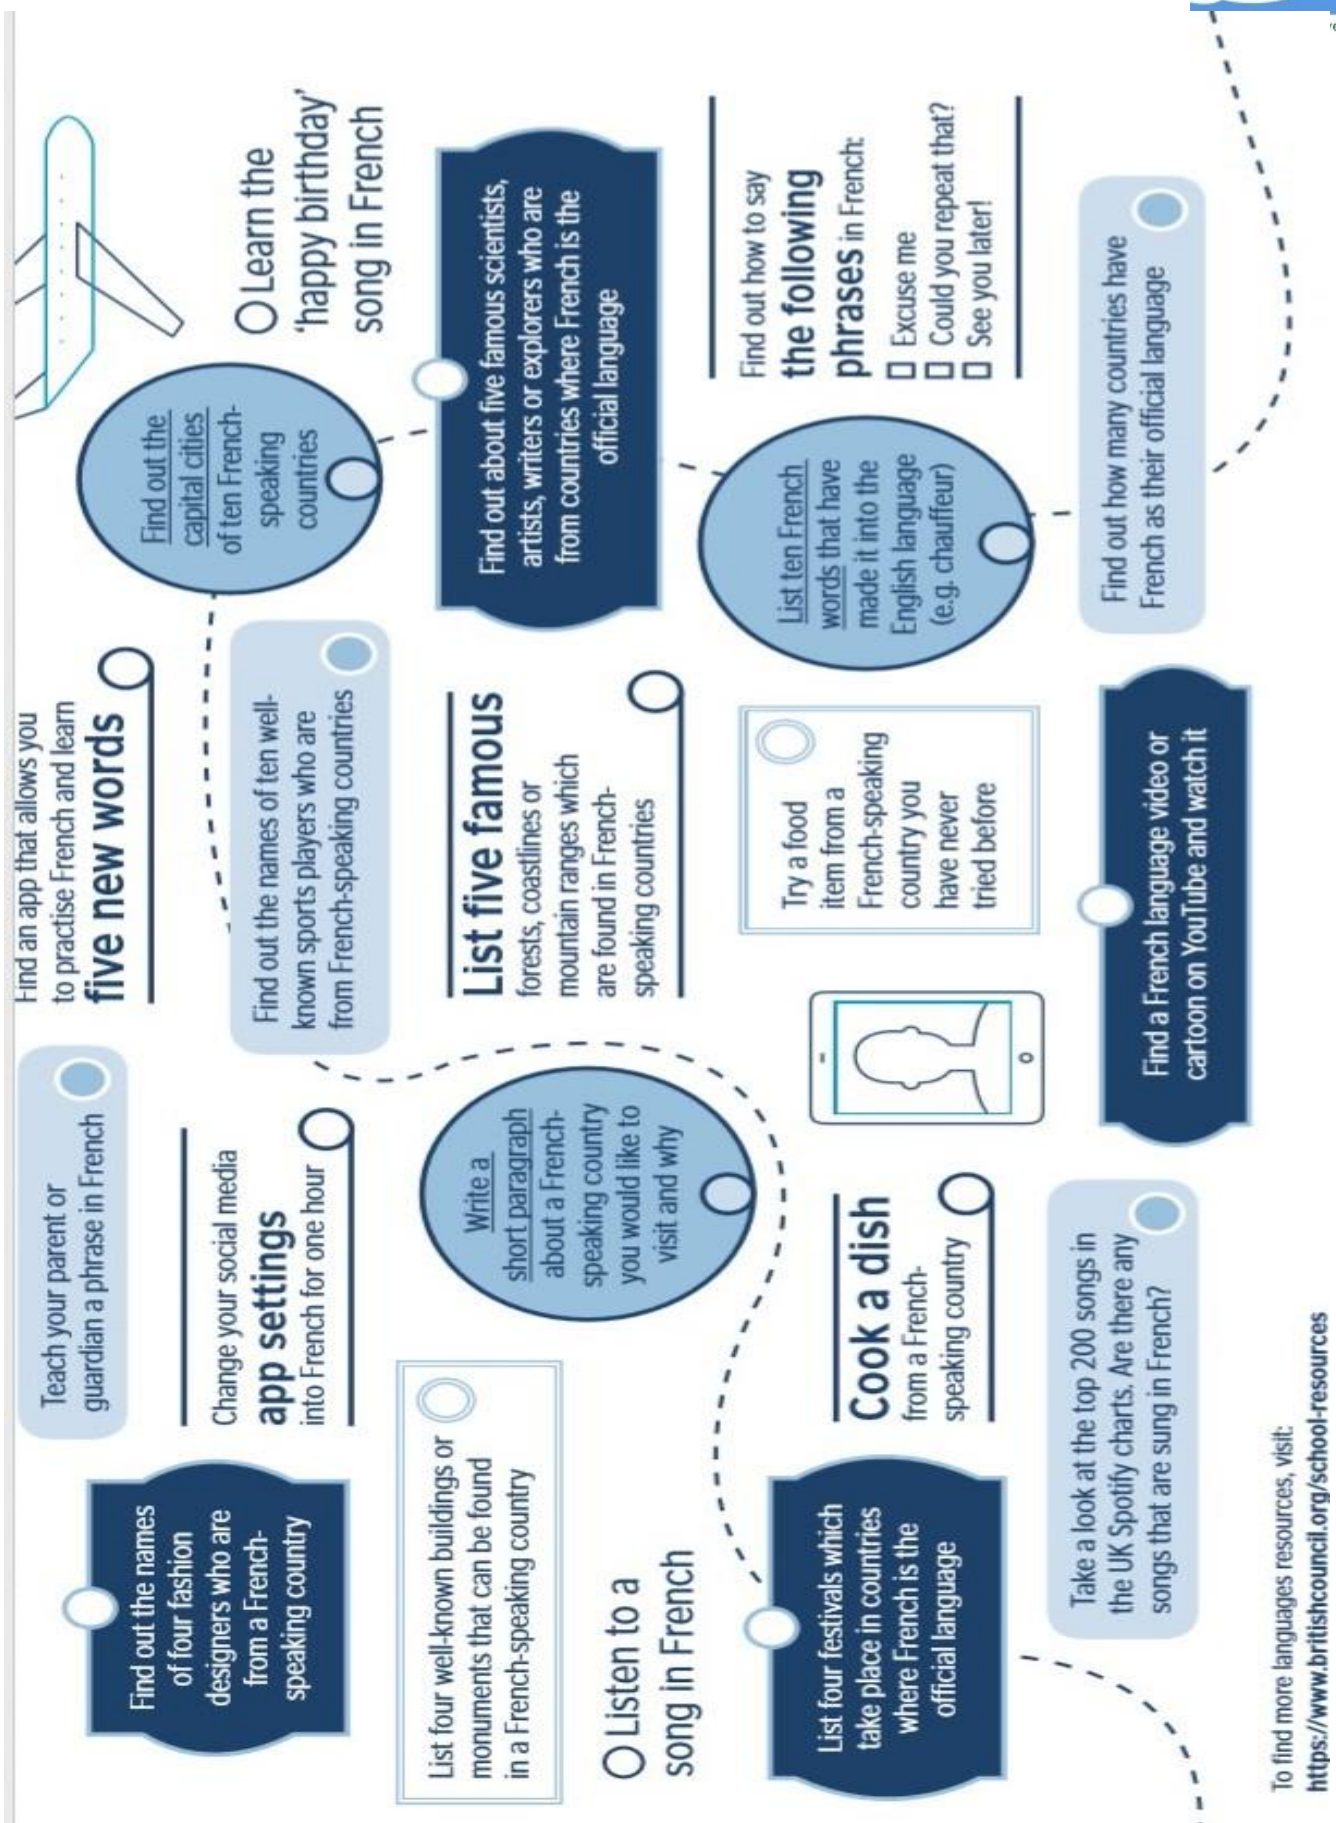 Find out the names
of four fashion
designers who are
from a French-
speaking country
Teach your parent or
guardian a phrase in French
Find an app that allows you
to practise French and learn
five new words
Change your social media
app settings
into French for one hour
Find out the capital cities
of ten French-
speaking
countries
Learn the
'happy birthday'
song in French
Find out the names of ten well-
known sports players who are
from French-speaking countries
List four well-known buildings or
monuments that can be found
in a French-speaking country
Write a
short paragraph
about a French-
speaking country
you would like to
visit and why
List five famous
forests, coastlines or
mountain ranges which
are found in French-
speaking countries
Find out about five famous scientists,
artists, writers or explorers who are
from countries where French is the
official language
Listen to a
song in French
List four festivals which
take place in countries
where French is the
official language
Cook a dish
from a French-
speaking country
Try a food
item from a
French-speaking
country you
have never
tried before
List ten French
words that have
made it into the
English language
(e.g. chauffeur)
Find out how to say
the following
phrases in French:
Excuse me
Could you repeat that?
See you later!
Take a look at the top 200 songs in
the UK Spotify charts. Are there any
songs that are sung in French?
Find a French language video or
cartoon on YouTube and watch it
Find out how many countries have
French as their official language
To find more languages resources, visit:
https://www.britishcouncil.org/school-resources